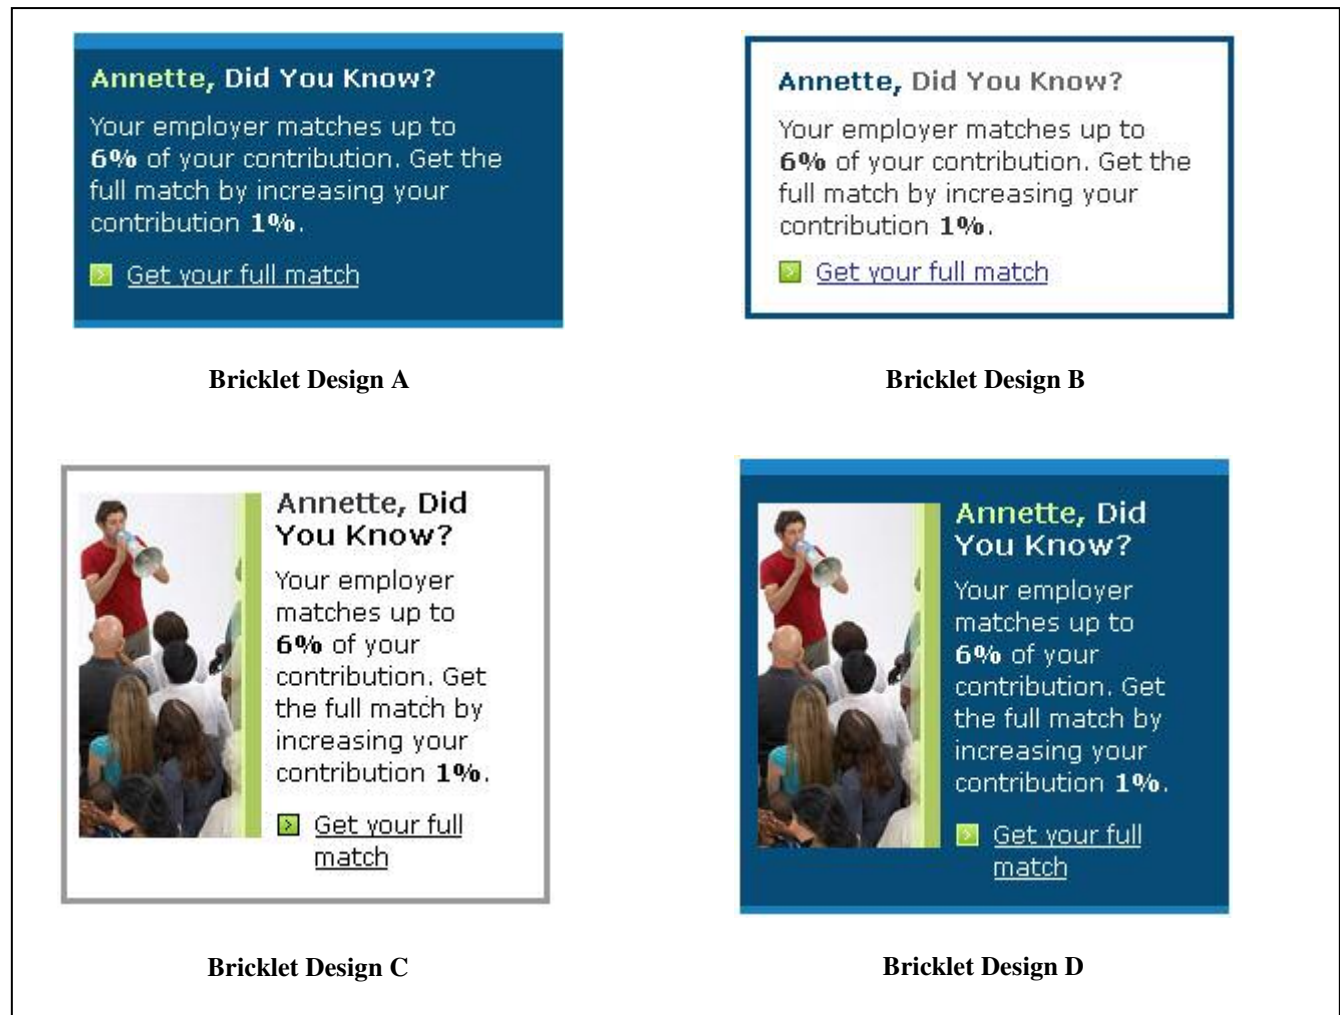 Annette, Did You Know?
Your employer matches up to
6% of your contribution. Get the
full match by increasing your
contribution 1%.
Get your full match
Bricklet Design A
Annette, Did You Know?
Your employer matches up to
6% of your contribution. Get the
full match by increasing your
contribution 1%.
Get your full match
Bricklet Design B
Annette, Did
You Know?
Your employer
matches up to
6% of your
contribution. Get
the full match by
increasing your
contribution 1%.
Get your full
match
Bricklet Design C
Annette, Did
You Know?
Your employer
matches up to
6% of your
contribution. Get
the full match by
increasing your
contribution 1%.
Get your full
match
Bricklet Design D